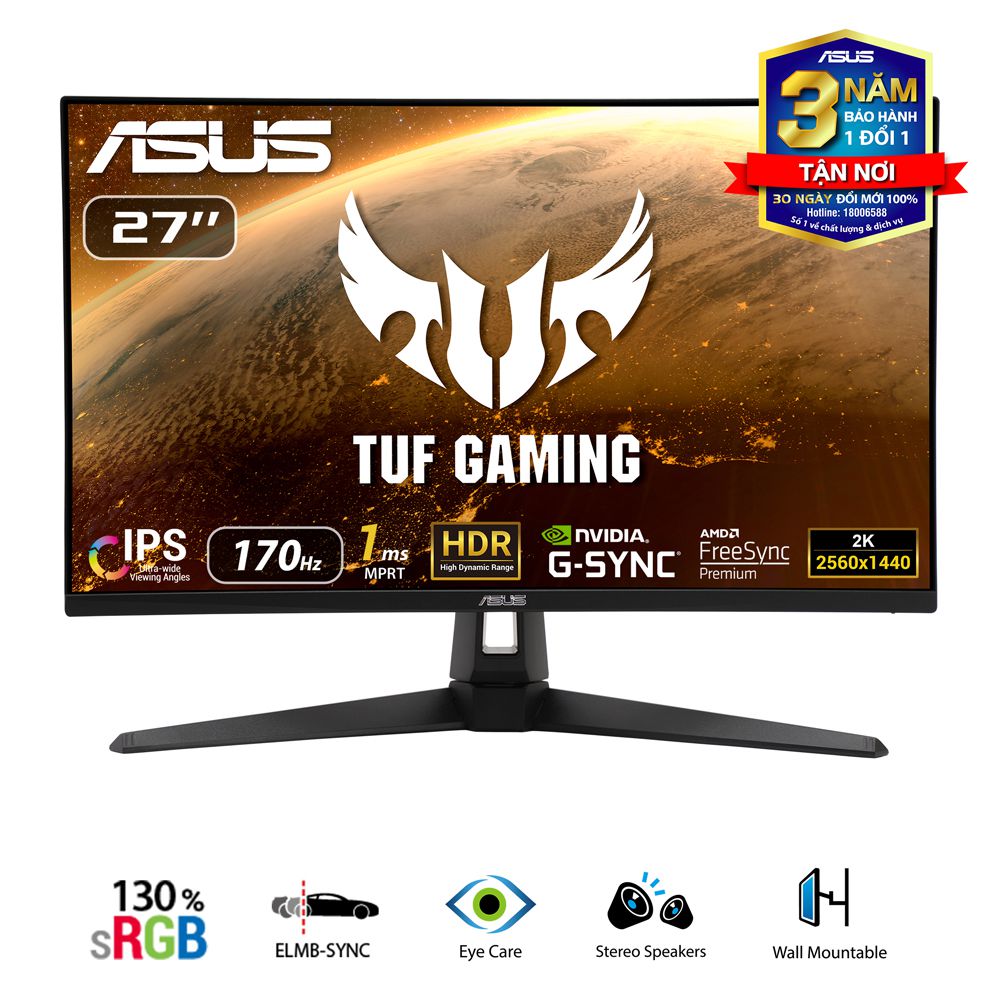 ASUS
3 NĂM
BẢO HÀNH
1 ĐỔI 1
TẬN NƠI
30 NGÀY ĐỔI MỚI 100%
Hotline: 18006588
Số 1 về chất lượng & dịch vụ
ASUS
27″
TUF GAMING
IPS
Ultra-wide
Viewing Angles
170Hz
1ms
MPRT
HDR
High Dynamic Range
NVIDIA.
G-SYNC
AMD
FreeSync
Premium
2K
2560x1440
ASUS
130%
sRGB
ELMB-SYNC
Eye Care
Stereo Speakers
Wall Mountable